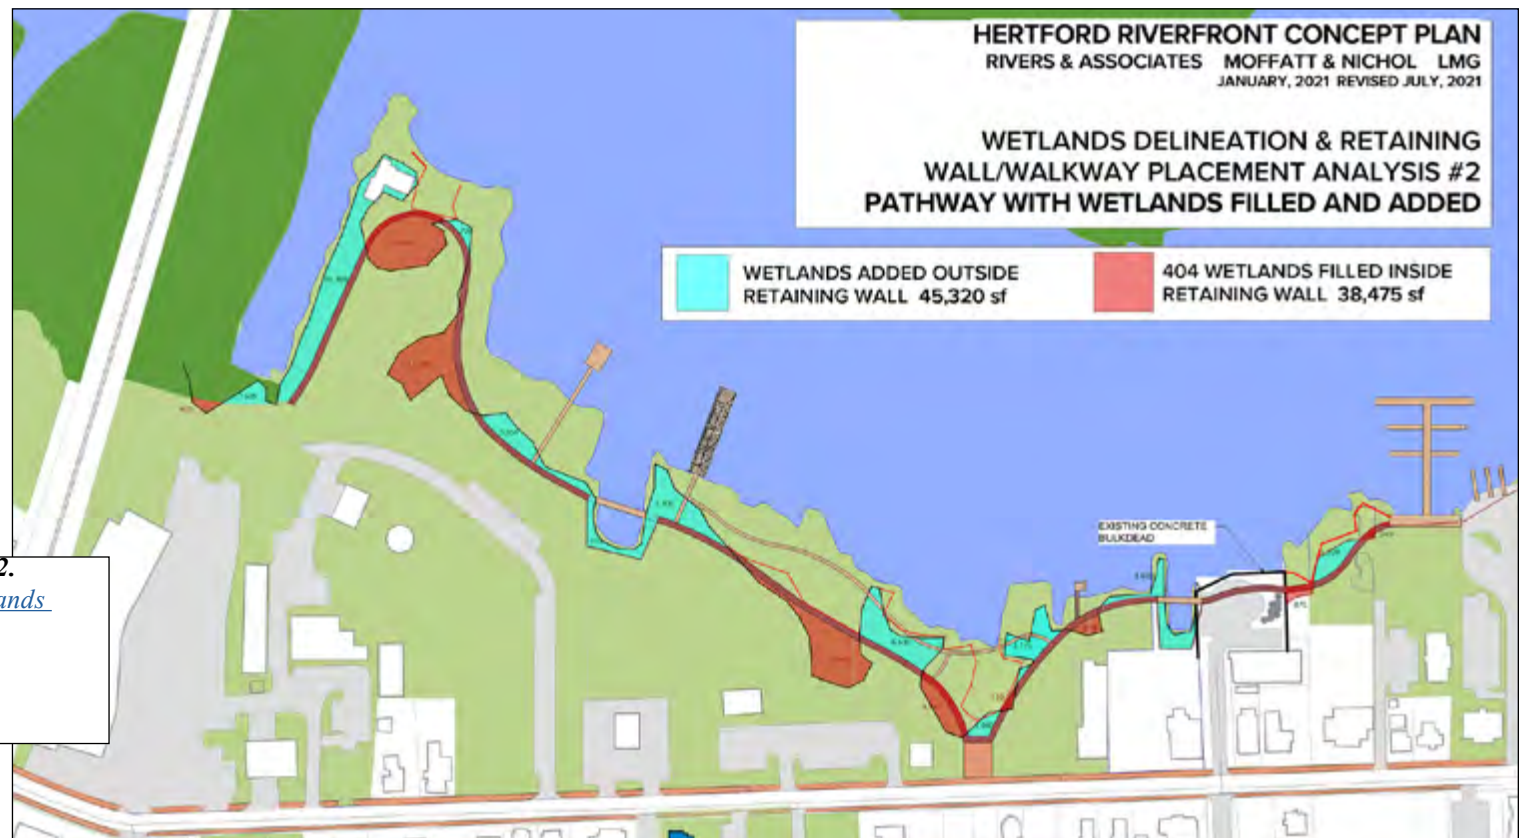 HERTFORD RIVERFRONT CONCEPT PLAN
RIVERS & ASSOCIATES MOFFATT & NICHOL LMG
JANUARY, 2021 REVISED JULY, 2021
WETLANDS DELINEATION & RETAINING
WALL/WALKWAY PLACEMENT ANALYSIS #2
PATHWAY WITH WETLANDS FILLED AND ADDED
WETLANDS ADDED OUTSIDE
RETAINING WALL 45,320 sf
404 WETLANDS FILLED INSIDE
RETAINING WALL 38,475 sf
EXISTING CONCRETE
BULKDEAD
2.
ands